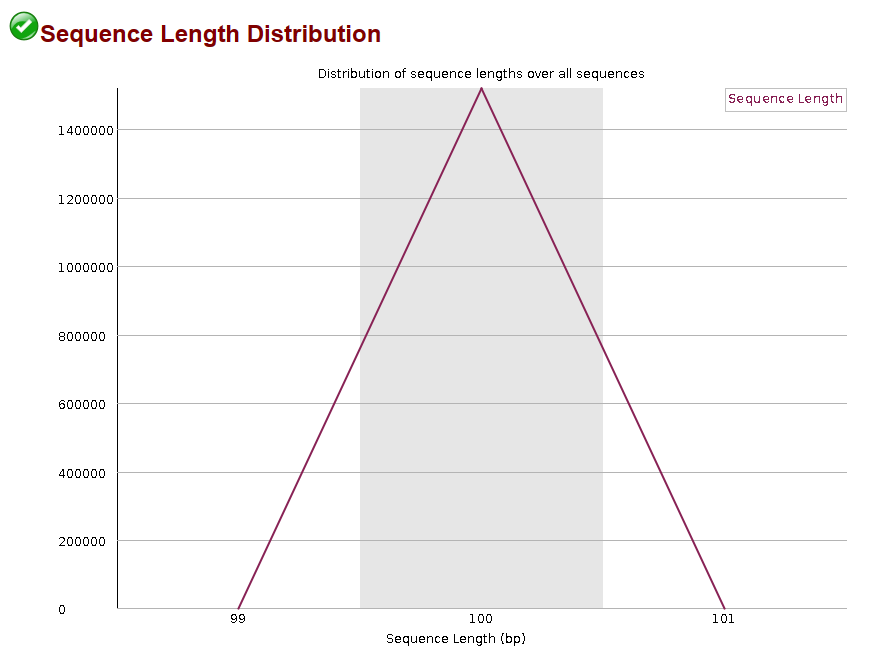 Sequence Length Distribution
Distribution of sequence lengths over all sequences
Sequence Length
1400000
1200000
1000000
800000
600000
400000
200000
0
99 100 101
Sequence Length (bp)